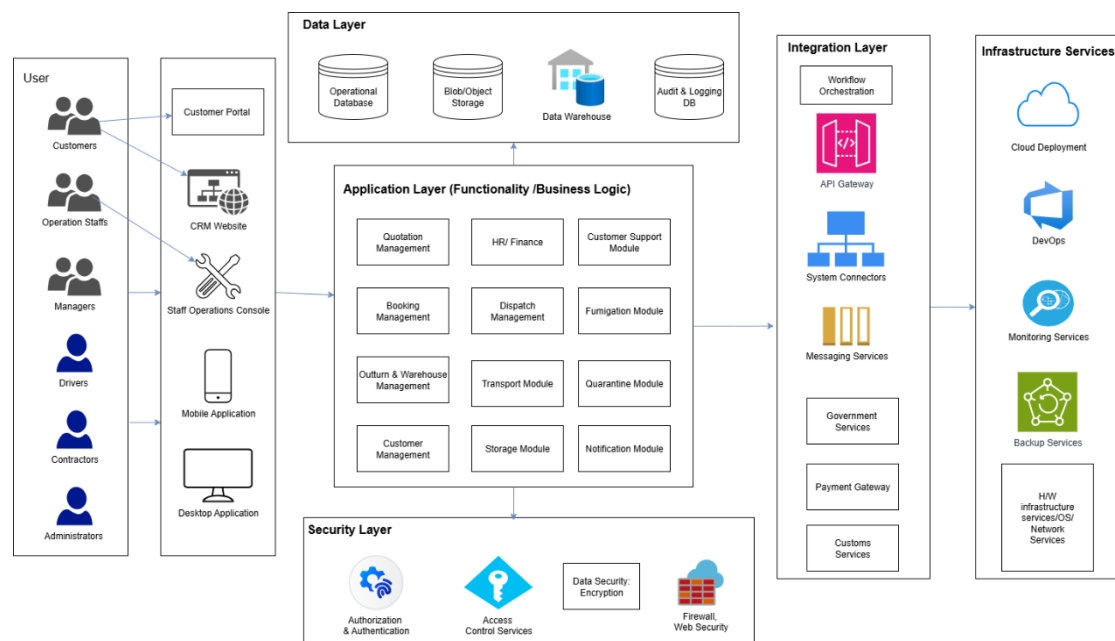 User
Customers
Operation Staffs
Managers
Drivers
Contractors
Administrators
Customer Portal
CRM Website
Staff Operations Console
Mobile Application
Desktop Application
Data Layer
Operational
Database
Blob/Object
Storage
Data Warehouse
Audit & Logging
DB
Application Layer (Functionality /Business Logic)
Quotation
Management
HR/ Finance
Customer Support
Module
Booking
Management
Dispatch
Management
Fumigation Module
Outturn & Warehouse
Management
Transport Module
Quarantine Module
Customer
Management
Storage Module
Notification Module
Security Layer
Authorization
& Authentication
Access
Control Services
Data Security:
Encryption
Firewall,
Web Security
Integration Layer
Workflow
Orchestration
API Gateway
System Connectors
Messaging Services
Government
Services
Payment Gateway
Customs
Services
Infrastructure Services
Cloud Deployment
DevOps
Monitoring Services
Backup Services
H/W
infrastructure
services/OS/
Network
Services